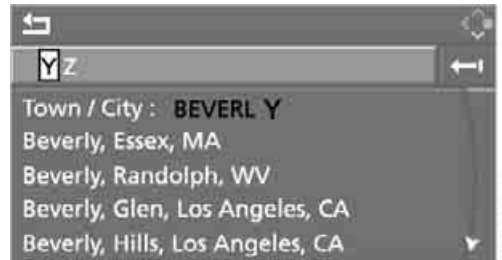 Y Z
Town / City : BEVERL Y
Beverly, Essex, MA
Beverly, Randolph, WV
Beverly, Glen, Los Angeles, CA
Beverly, Hills, Los Angeles, CA